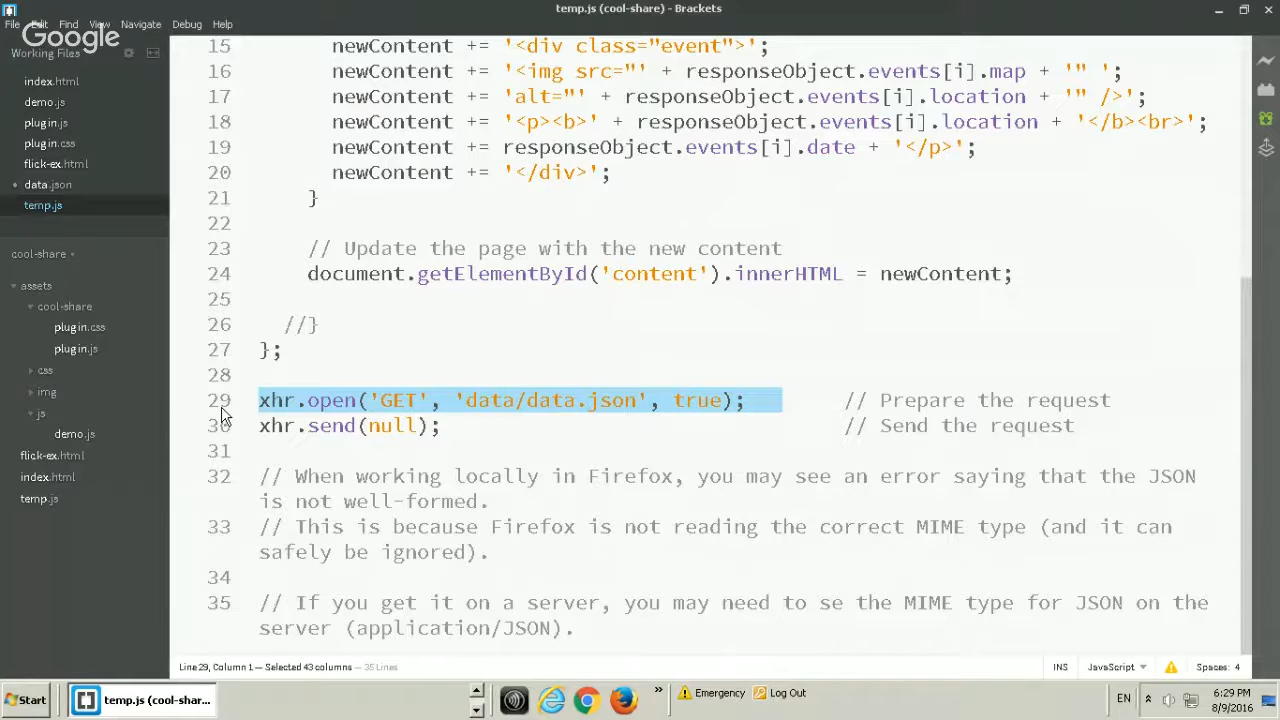 temp.js (cool-share) - Brackets
File Edit Find View Navigate Debug Help
Google
Working Files
index.html
demo.js
plugin.js
plugin.css
flick-ex.html
data.json
temp.js
cool-share
assets
cool-share
plugin.css
plugin.js
css
img
js
demo.js
flick-ex.html
index.html
temp.js
15 newContent += '<div class="event">';
16 newContent += '<img src="' + responseObject.events[i].map + '" ';
17 newContent += 'alt="' + responseObject.events[i].location + '" />';
18 newContent += '<p><b>' + responseObject.events[i].location + '</b><br>';
19 newContent += responseObject.events[i].date + '</p>';
20 newContent += '</div>';
21 }
22
23 // Update the page with the new content
24 document.getElementById('content').innerHTML = newContent;
25
26 //}
27 };
28
29 xhr.open('GET', 'data/data.json', true); // Prepare the request
30 xhr.send(null); // Send the request
31
32 // When working locally in Firefox, you may see an error saying that the JSON
is not well-formed.
33 // This is because Firefox is not reading the correct MIME type (and it can
safely be ignored).
34
35 // If you get it on a server, you may need to se the MIME type for JSON on the
server (application/JSON).
Line 29, Column 1 — Selected 43 columns — 35 Lines
INS JavaScript Spaces: 4
Start temp.js (cool-shar... » Emergency Log Out EN 6:29 PM
8/9/2016